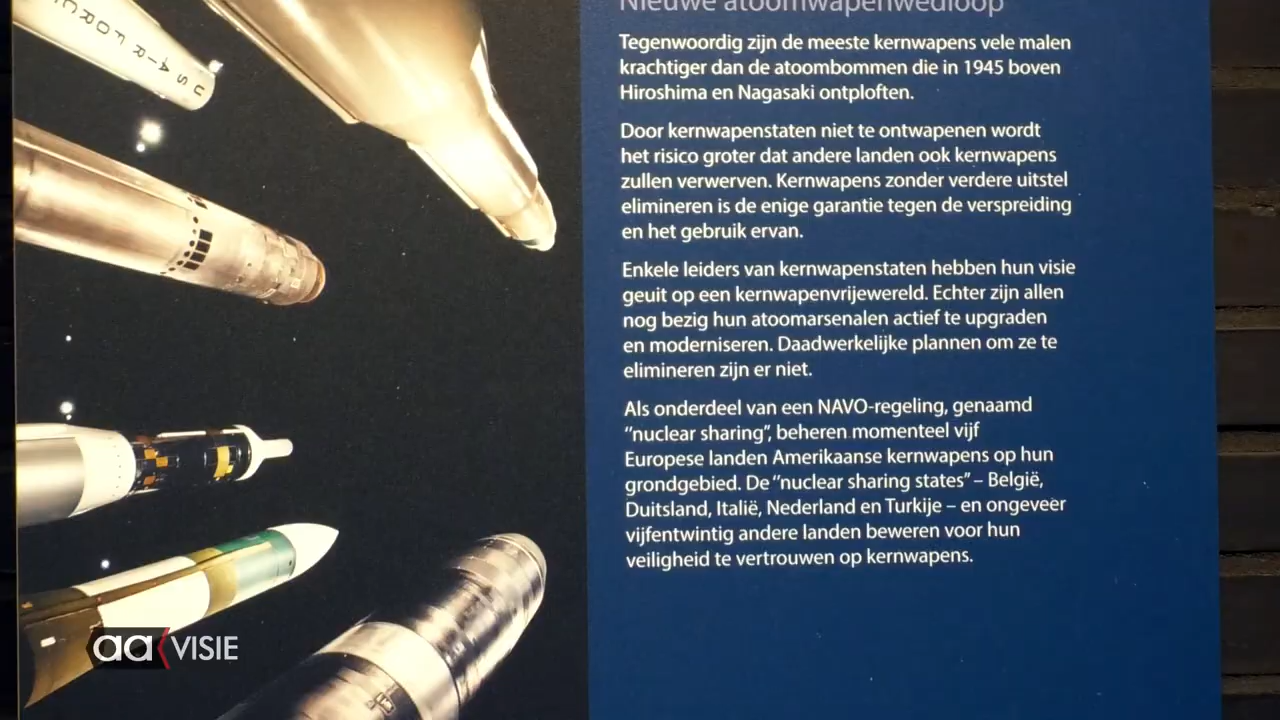 U S AIR FORC
Nieuwe atoomwapenwedloop
Tegenwoordig zijn de meeste kernwapens vele malen
krachtiger dan de atoombommen die in 1945 boven
Hiroshima en Nagasaki ontploften.
Door kernwapenstaten niet te ontwapenen wordt
het risico groter dat andere landen ook kernwapens
zullen verwerven. Kernwapens zonder verdere uitstel
elimineren is de enige garantie tegen de verspreiding
en het gebruik ervan.
Enkele leiders van kernwapenstaten hebben hun visie
geuit op een kernwapenvrijewereld. Echter zijn allen
nog bezig hun atoomarsenalen actief te upgraden
en moderniseren. Daadwerkelijke plannen om ze te
elimineren zijn er niet.
Als onderdeel van een NAVO-regeling, genaamd
“nuclear sharing”, beheren momenteel vijf
Europese landen Amerikaanse kernwapens op hun
grondgebied. De “nuclear sharing states” – België,
Duitsland, Italië, Nederland en Turkije – en ongeveer
vijfentwintig andere landen beweren voor hun
veiligheid te vertrouwen op kernwapens.
aa VISIE